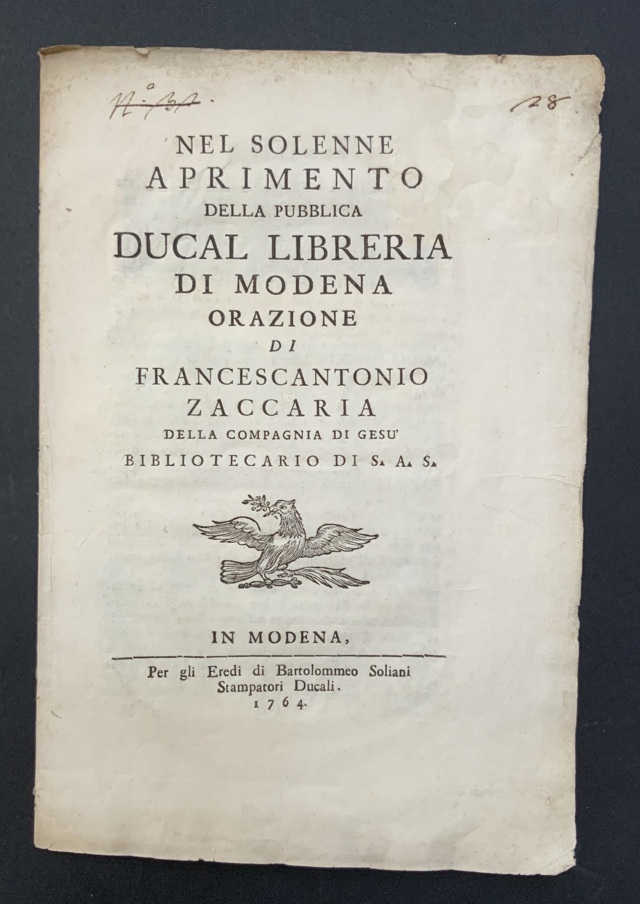 28
NEL SOLENNE
APRIMENTO
DELLA PUBBLICA
DUCAL LIBRERIA
DI MODENA
ORAZIONE
DI
FRANCESCANTONIO
ZACCARIA
DELLA COMPAGNIA DI GESU'
BIBLIOTECARIO DI S. A. S.
IN MODENA,
Per gli Eredi di Bartolommeo Soliani
Stampatori Ducali.
1764.